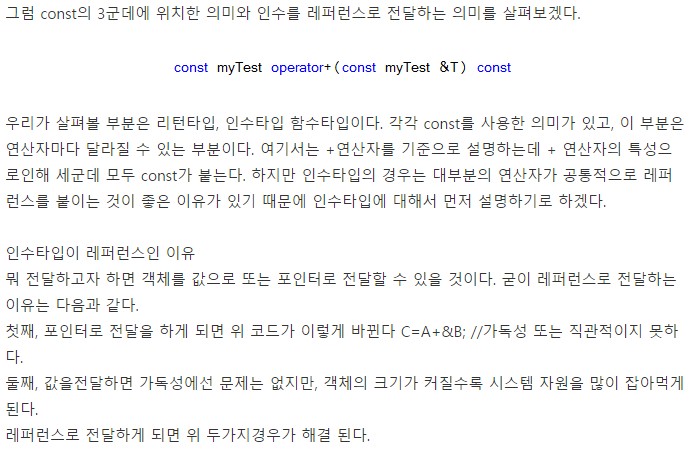 그럼 const의 3군데에 위치한 의미와 인수를 레퍼런스로 전달하는 의미를 살펴보겠다.
const myTest operator+(const myTest &T) const
우리가 살펴볼 부분은 리턴타입, 인수타입 함수타입이다. 각각 const를 사용한 의미가 있고, 이 부분은
연산자마다 달라질 수 있는 부분이다. 여기서는 +연산자를 기준으로 설명하는데 + 연산자의 특성으
로인해 세군데 모두 const가 붙는다. 하지만 인수타입의 경우는 대부분의 연산자가 공통적으로 레퍼
런스를 붙이는 것이 좋은 이유가 있기 때문에 인수타입에 대해서 먼저 설명하기로 하겠다.
인수타입이 레퍼런스인 이유
뭐 전달하고자 하면 객체를 값으로 또는 포인터로 전달할 수 있을 것이다. 굳이 레퍼런스로 전달하는
이유는 다음과 같다.
첫째, 포인터로 전달을 하게 되면 위 코드가 이렇게 바뀐다 C=A+&B; //가독성 또는 직관적이지 못하
다.
둘째, 값을전달하면 가독성에선 문제는 없지만, 객체의 크기가 커질수록 시스템 자원을 많이 잡아먹게
된다.
레퍼런스로 전달하게 되면 위 두가지경우가 해결 된다.